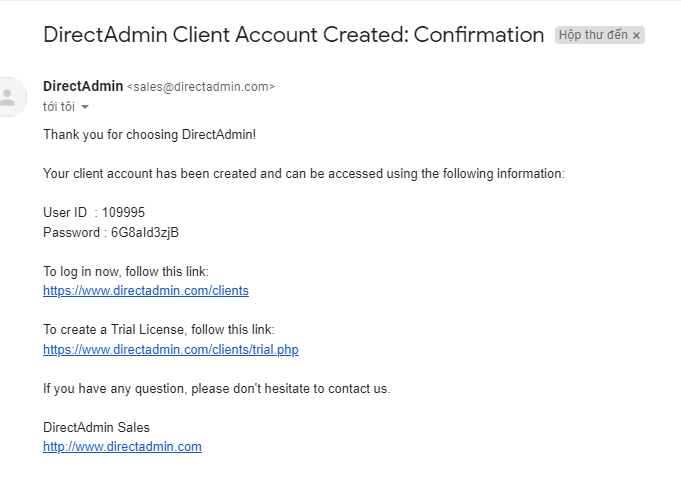 DirectAdmin Client Account Created: Confirmation Hộp thư đến ×
DirectAdmin <sales@directadmin.com>
tới tôi
Thank you for choosing DirectAdmin!
Your client account has been created and can be accessed using the following information:
User ID : 109995
Password : 6G8aId3zjB
To log in now, follow this link:
https://www.directadmin.com/clients
To create a Trial License, follow this link:
https://www.directadmin.com/clients/trial.php
If you have any question, please don't hesitate to contact us.
DirectAdmin Sales
http://www.directadmin.com